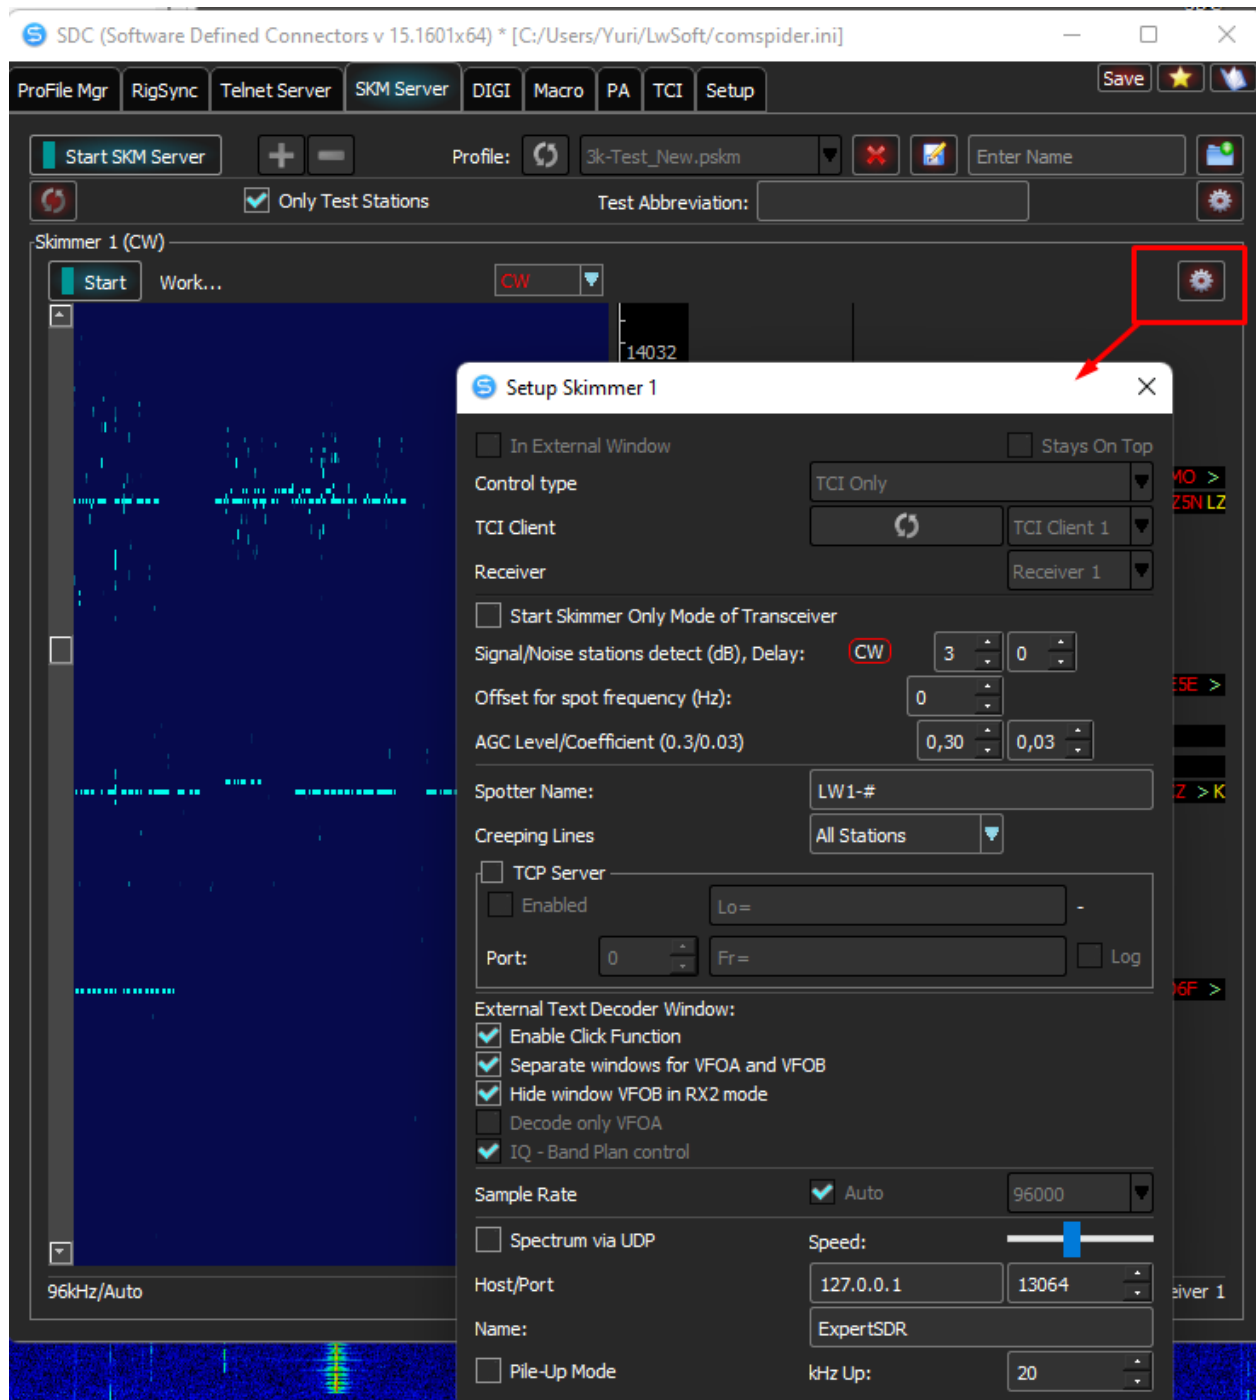 SDC (Software Defined Connectors v 15.1601x64) * [C:/Users/Yuri/LwSoft/comspider.ini]
ProFile Mgr RigSync Telnet Server SKM Server DIGI Macro PA TCI Setup Save
Start SKM Server Profile: 3k-Test_New.pskm Enter Name
Only Test Stations Test Abbreviation:
Skimmer 1 (CW)
Start Work... CW
14032
Setup Skimmer 1
In External Window Stays On Top
Control type TCI Only
MO >
Z5N LZ
TCI Client TCI Client 1
Receiver Receiver 1
Start Skimmer Only Mode of Transceiver
Signal/Noise stations detect (dB), Delay: CW 3 0
Offset for spot frequency (Hz): 0
5E >
AGC Level/Coefficient (0.3/0.03) 0,30 0,03
Spotter Name: LW1-#
Z > K
Creeping Lines All Stations
TCP Server
Enabled Lo= -
Port: 0 Fr= Log
6F >
External Text Decoder Window:
Enable Click Function
Separate windows for VFOA and VFOB
Hide window VFOB in RX2 mode
Decode only VFOA
IQ - Band Plan control
Sample Rate Auto 96000
Spectrum via UDP Speed:
Host/Port 127.0.0.1 13064
96kHz/Auto eiver 1
Name: ExpertSDR
Pile-Up Mode kHz Up: 20